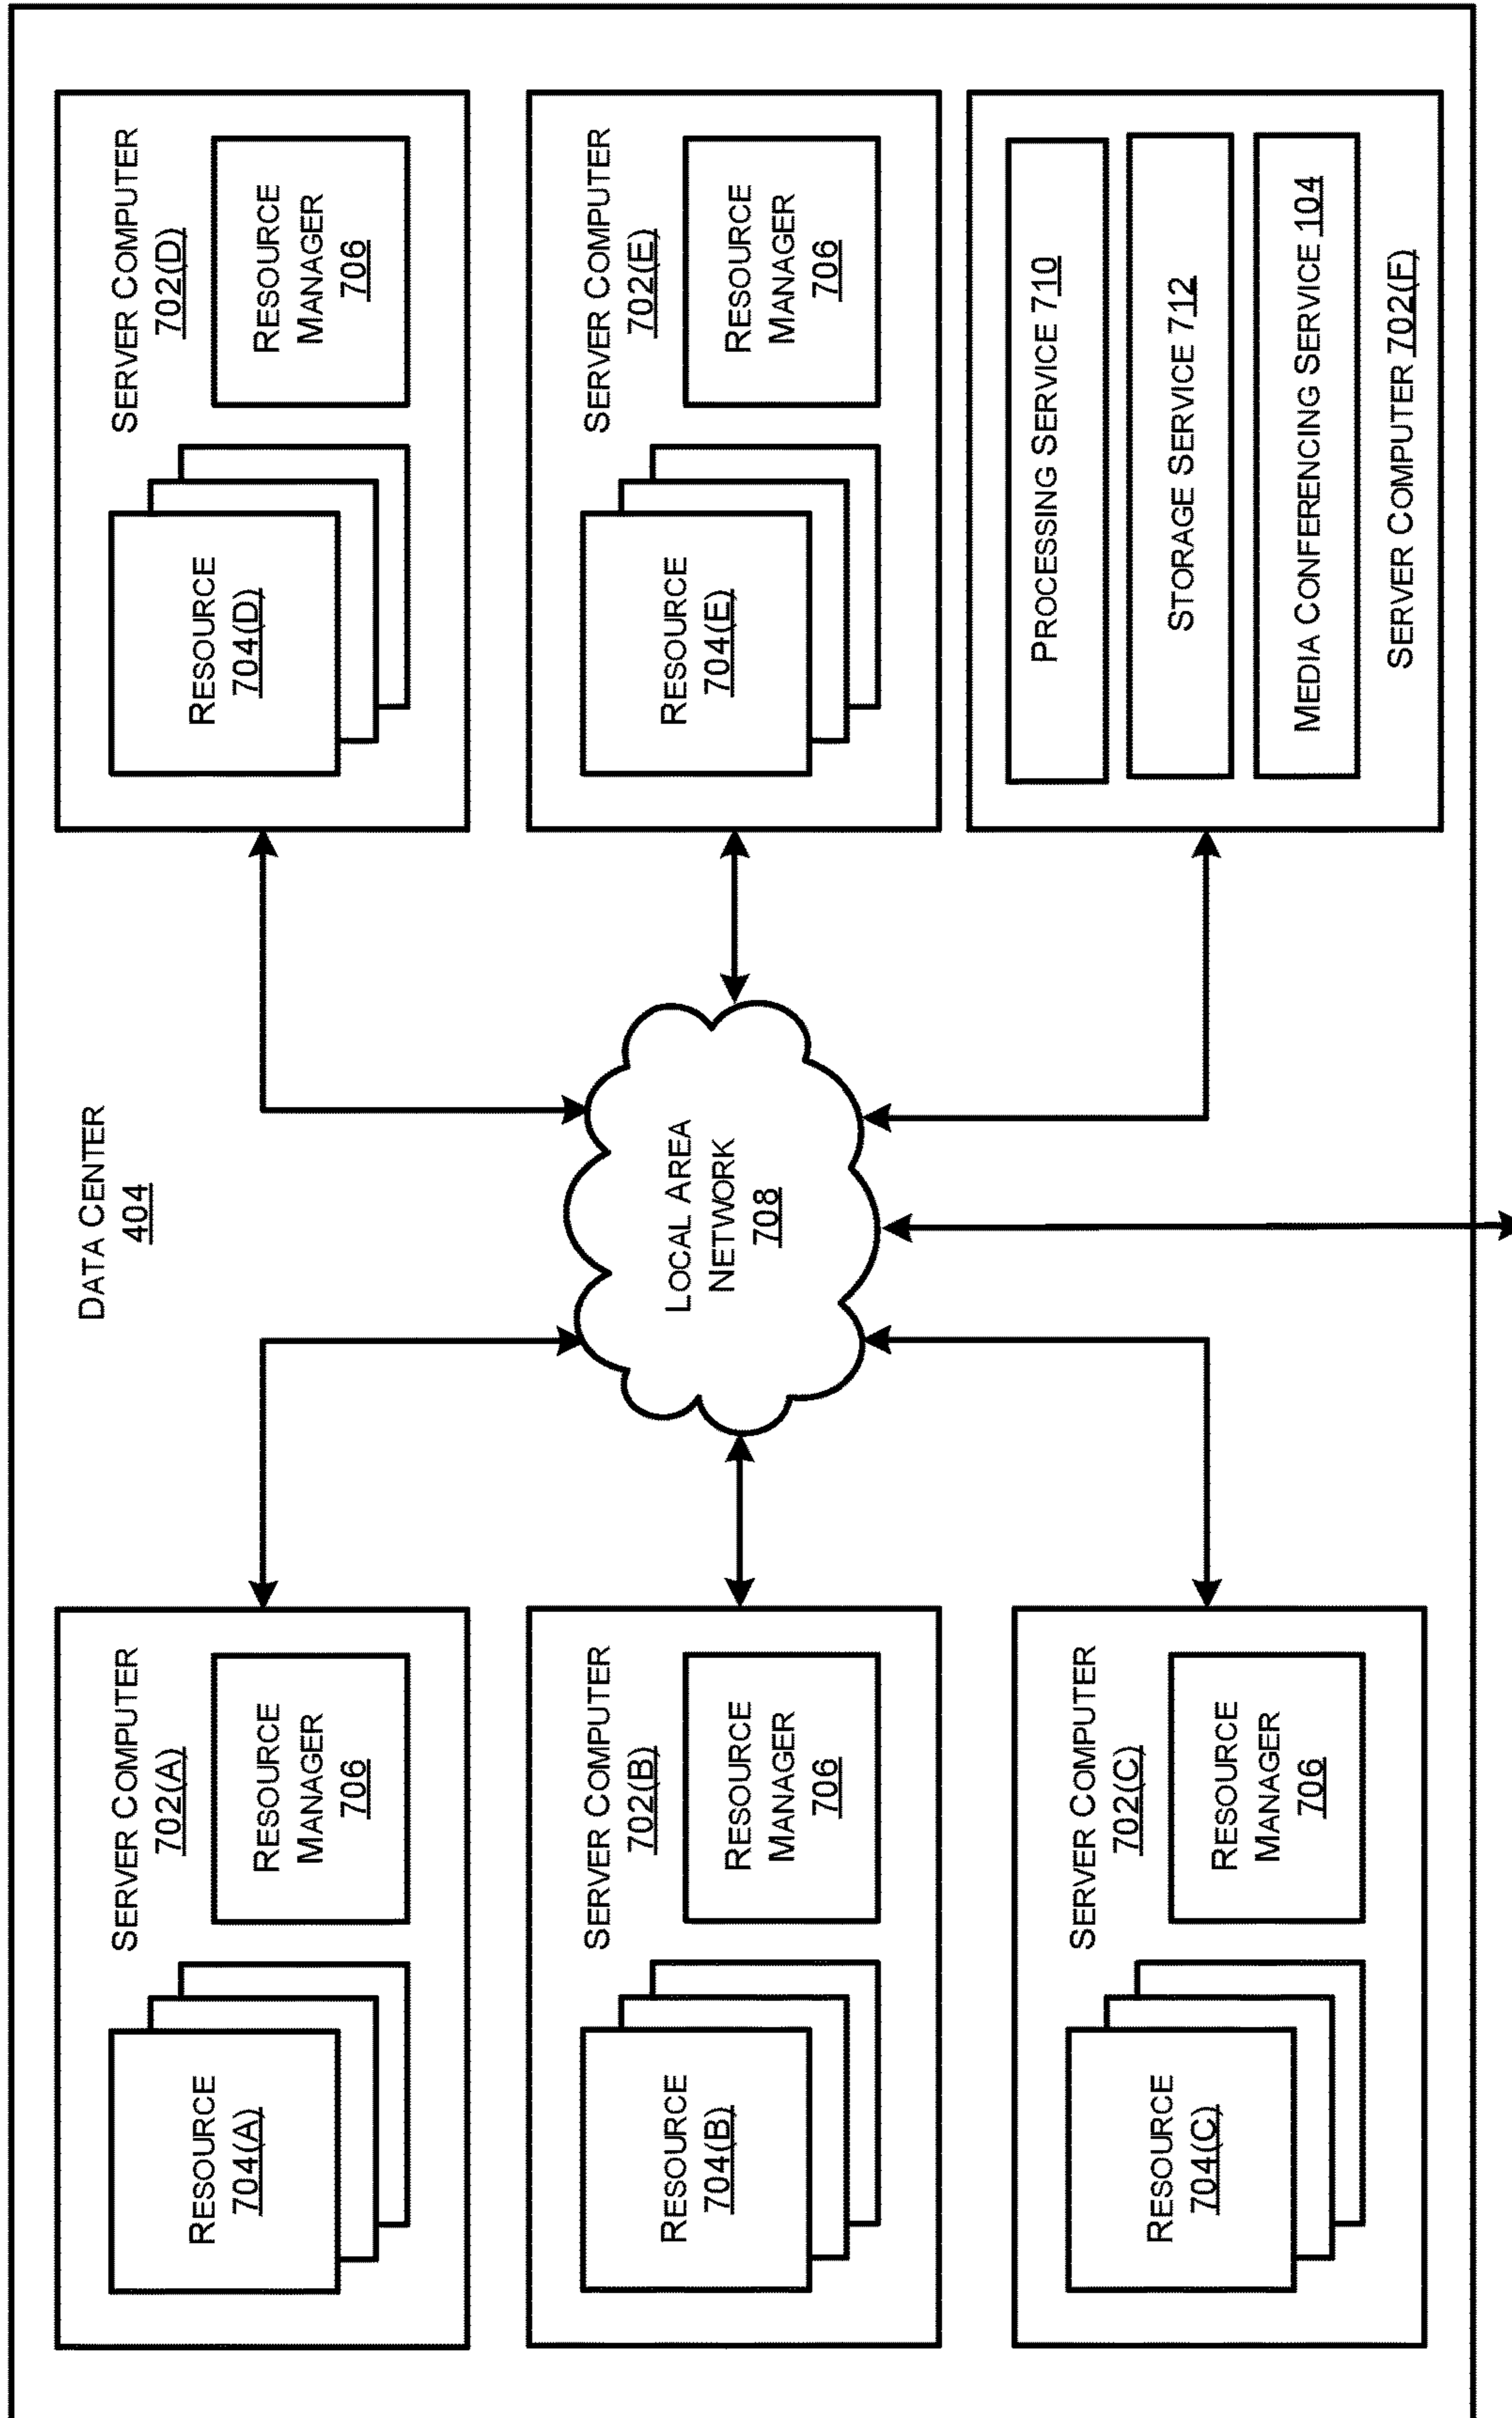 DATA CENTER
404
SERVER COMPUTER
702(A)
RESOURCE
704(A)
RESOURCE
MANAGER
706
SERVER COMPUTER
702(D)
RESOURCE
704(D)
RESOURCE
MANAGER
706
SERVER COMPUTER
702(B)
RESOURCE
704(B)
RESOURCE
MANAGER
706
LOCAL AREA
NETWORK
708
SERVER COMPUTER
702(E)
RESOURCE
704(E)
RESOURCE
MANAGER
706
SERVER COMPUTER
702(C)
RESOURCE
704(C)
RESOURCE
MANAGER
706
PROCESSING SERVICE 710
STORAGE SERVICE 712
MEDIA CONFERENCING SERVICE 104
SERVER COMPUTER 702(F)